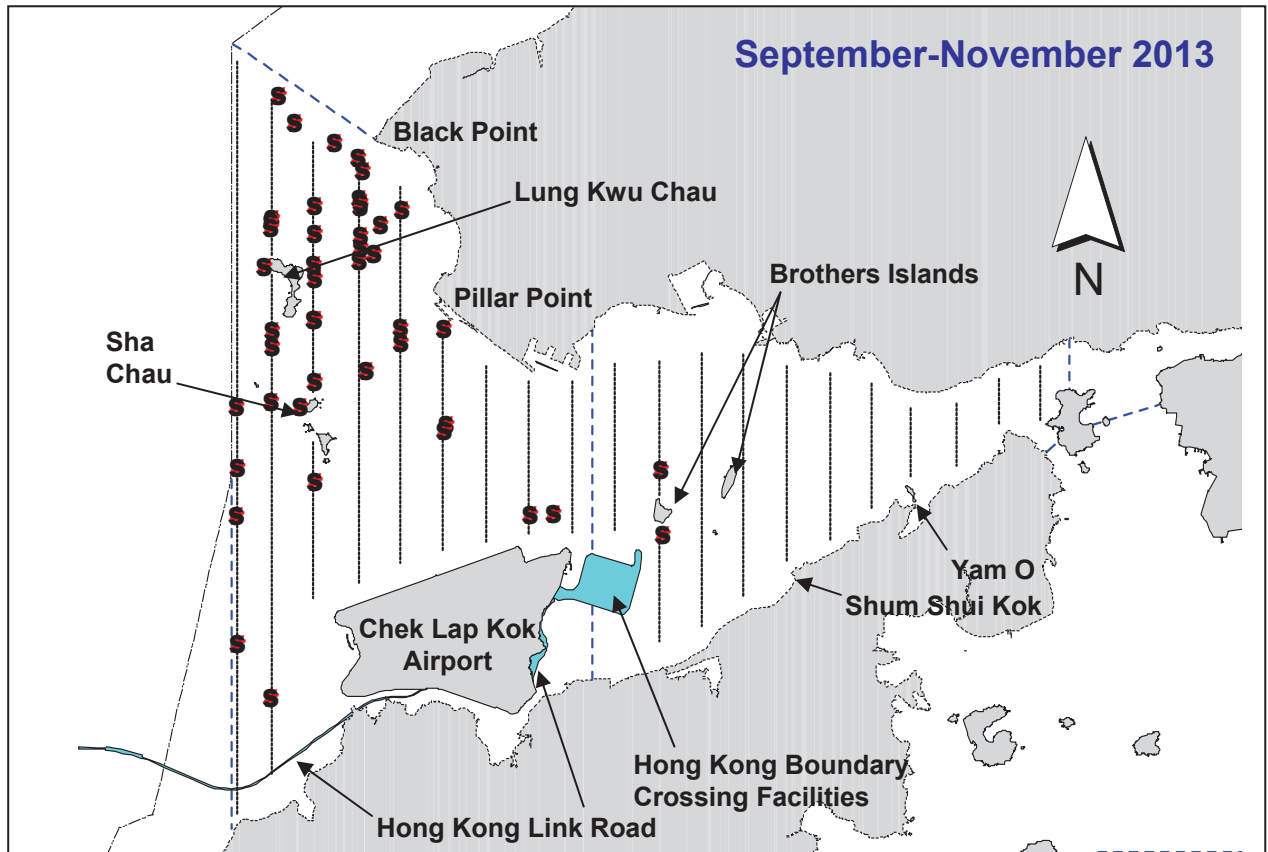 September-November 2013
Black Point
Lung Kwu Chau
Brothers Islands
N
Pillar Point
Sha
Chau
Yam O
Shum Shui Kok
Chek Lap Kok
Airport
Hong Kong Boundary
Crossing Facilities
Hong Kong Link Road